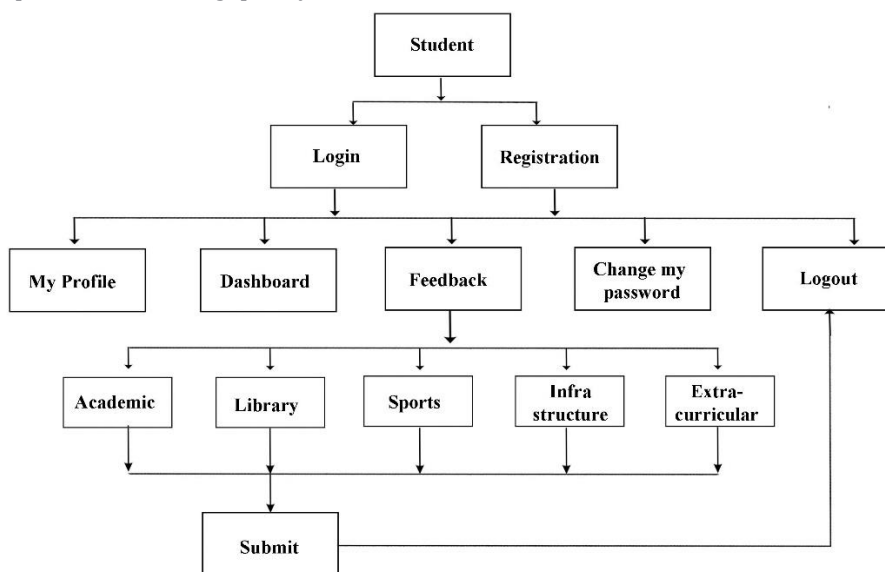 Student
Login
Registration
My Profile
Dashboard
Feedback
Change my
password
Logout
Academic
Library
Sports
Infra
structure
Extra-
curricular
Submit